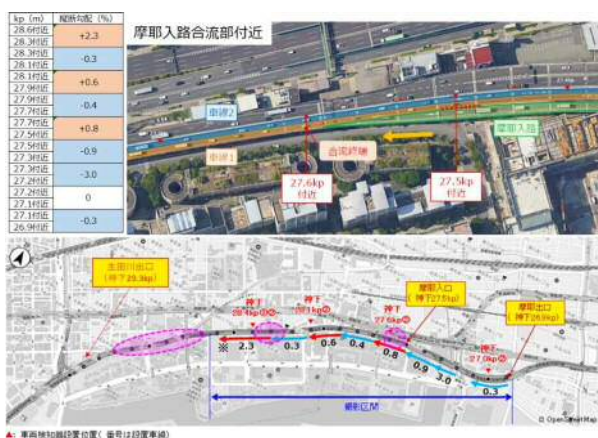 kp（m） 縦断勾配（%）
28.6付近
28.3付近
+2.3
28.3付近
28.1付近
-0.3
28.1付近
27.9付近
+0.6
27.9付近
27.7付近
-0.4
27.7付近
27.5付近
+0.8
27.5付近
27.3付近
-0.9
27.3付近
27.2付近
-3.0
27.2付近
27.1付近
0
27.1付近
26.9付近
-0.3
摩耶入路合流部付近
車線2
車線1
合流終端
摩耶入路
27.6kp
付近
27.5kp
付近
生田川出口
（神下29.3kp）
神下
28.4kp①②
神下
28.1kp②
神下
27.6kp②
摩耶入口
（神下27.5kp）
摩耶出口
（神下26.9kp）
神下
27.0kp②
※
2.3
0.3
0.6
0.4
0.8
0.9
3.0
0.3
撮影区間
© OpenStreetMap
▲: 車両検知器設置位置（ 番号は設置車線）